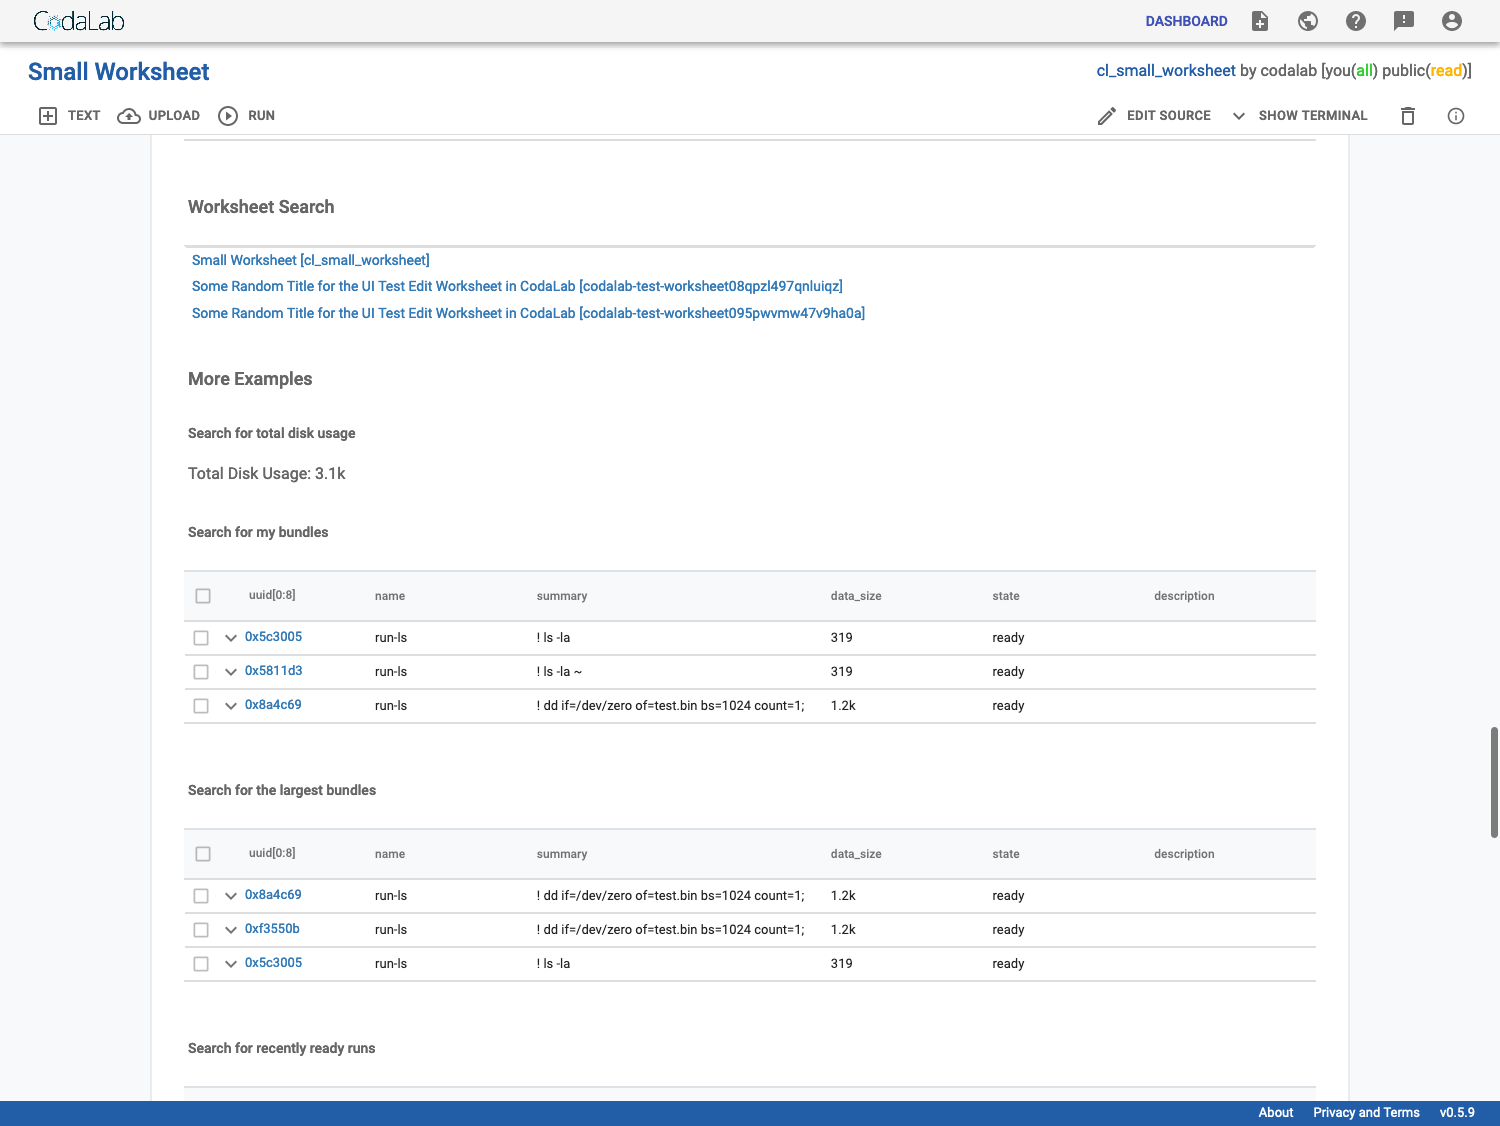 CodaLab DASHBOARD
Small Worksheet cl_small_worksheet by codalab [you(all) public(read)]
TEXT UPLOAD RUN EDIT SOURCE SHOW TERMINAL
Worksheet Search
Small Worksheet [cl_small_worksheet]
Some Random Title for the UI Test Edit Worksheet in CodaLab [codalab-test-worksheet08qpzl497qnluiqz]
Some Random Title for the UI Test Edit Worksheet in CodaLab [codalab-test-worksheet095pwvmw47v9ha0a]
More Examples
Search for total disk usage
Total Disk Usage: 3.1k
Search for my bundles
uuid[0:8] name summary data_size state description
0x5c3005 run-ls ! ls -la 319 ready
0x5811d3 run-ls ! ls -la ~ 319 ready
0x8a4c69 run-ls ! dd if=/dev/zero of=test.bin bs=1024 count=1; 1.2k ready
Search for the largest bundles
uuid[0:8] name summary data_size state description
0x8a4c69 run-ls ! dd if=/dev/zero of=test.bin bs=1024 count=1; 1.2k ready
0xf3550b run-ls ! dd if=/dev/zero of=test.bin bs=1024 count=1; 1.2k ready
0x5c3005 run-ls ! ls -la 319 ready
Search for recently ready runs
About Privacy and Terms v0.5.9